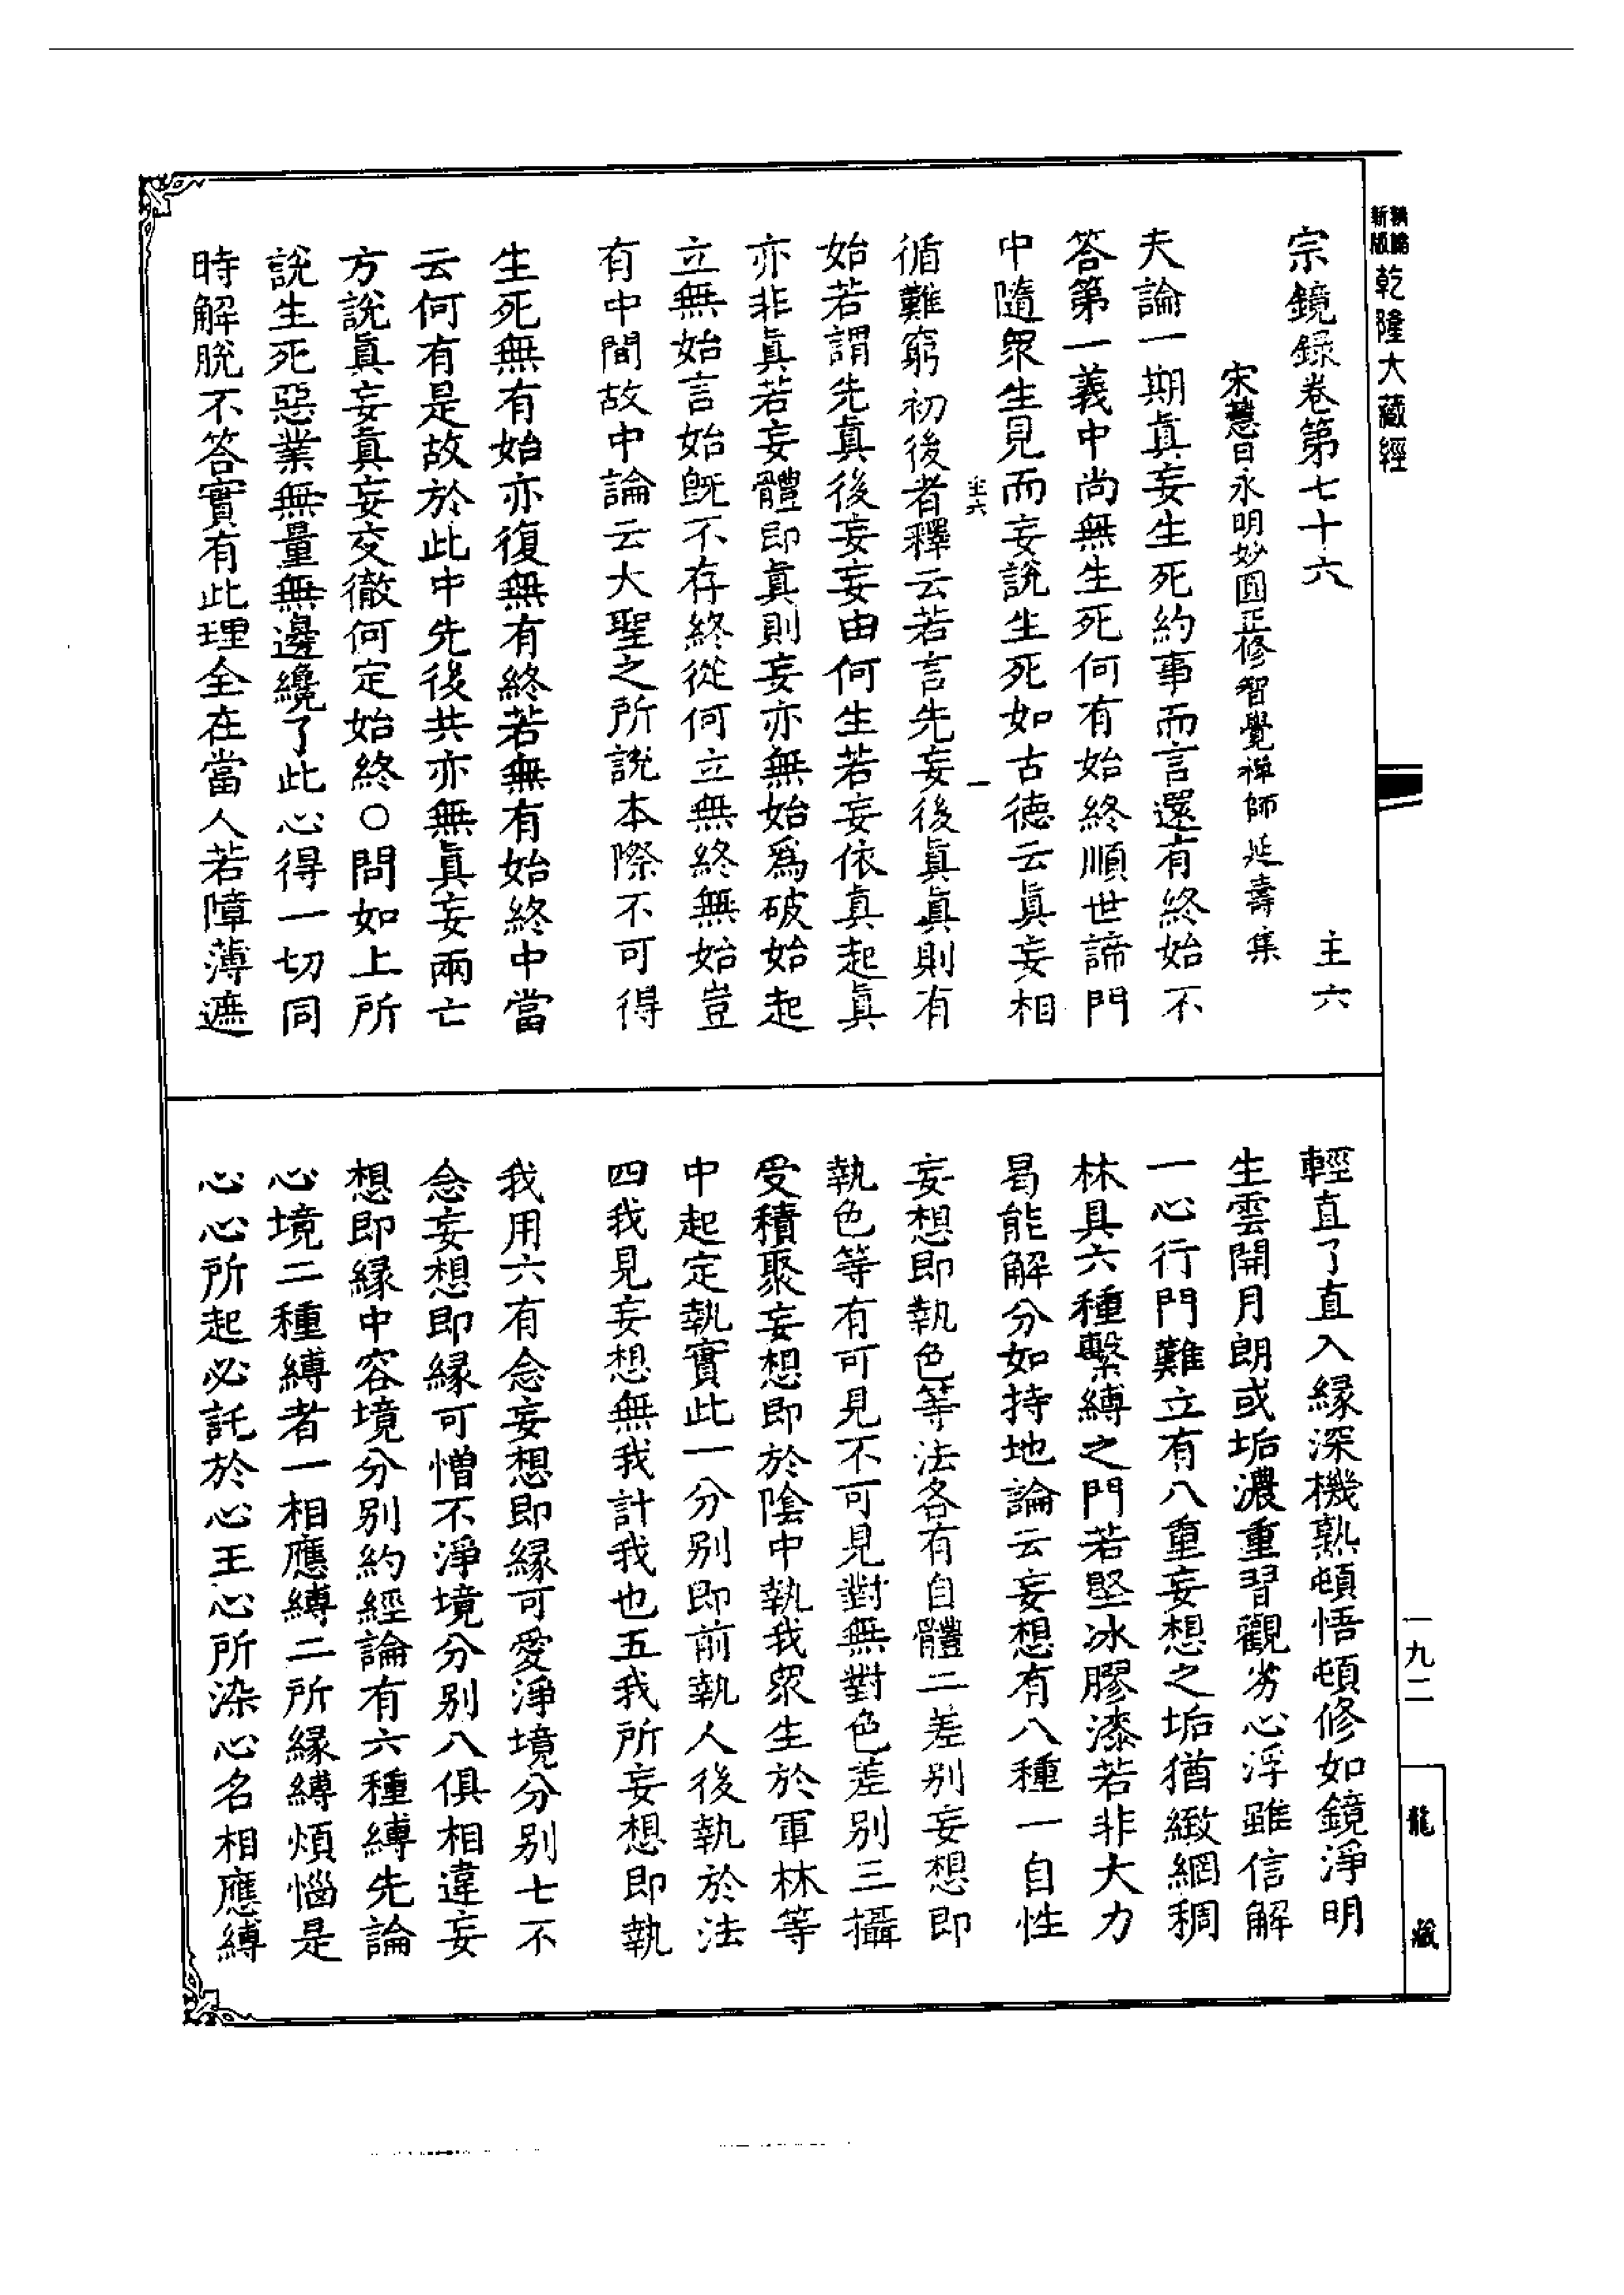 新版
乾隆大藏經
宗鏡録卷第七十六
主六
宋慧日永明妙圓正修智覺禪師延壽集
夫論一期眞妄生死約事而言還有終始不
答第一義中尚無生死何有始終順世諦門
中隨衆生見而妄說生死如古德云眞妄相
主六
一
循難窮初後者釋云若言先妄後眞眞則有
始若謂先眞後妄妄由何生若妄依眞起眞
亦非眞若妄體即眞則妄亦無始爲破始起
立無始言始旣不存終從何立無終無始豈
有中間故中論云大聖之所說本際不可得
生死無有始亦復無有終若無有始終中當
云何有是故於此中先後共亦無眞妄兩亡
方說眞妄眞妄交徹何定始終○問如上所
說生死惡業無量無邊纔了此心得一切同
時解脫不答實有此理全在當人若障薄遮
輕直了直入緣深機熟頓悟頓修如鏡淨明
生雲開月朗或垢濃重習觀劣心浮雖信解
一心行門難立有八重妄想之垢猶緻網稠
林具六種繫縛之門若堅冰膠漆若非大力
曷能解分如持地論云妄想有八種一自性
妄想即執色等法各有自體二差别妄想即
執色等有可見不可見對無對色差别三攝
受積聚妄想即於陰中執我衆生於軍林等
中起定執實此一分别即前執人後執於法
四我見妄想無我計我也五我所妄想即執
我用六有念妄想即緣可愛淨境分别七不
念妄想即緣可憎不淨境分别八俱相違妄
想即緣中容境分别約經論有六種縛先論
心境二種縛者一相應縛二所緣縛煩惱是
心心所起必託於心王心所染心名相應縛
一九二
龍藏